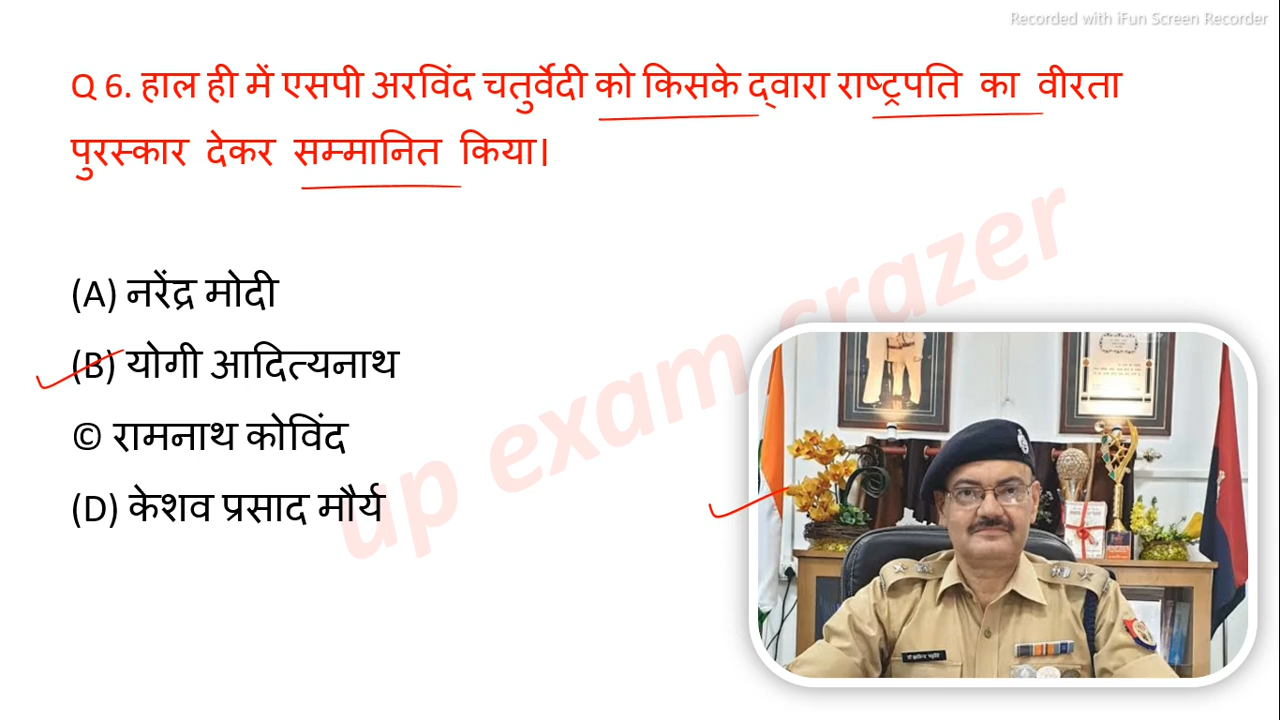 Recorded with iFun Screen Recorder
Q 6. हाल ही में एसपी अरविंद चतुर्वेदी को किसके द्वारा राष्ट्रपति का वीरता
पुरस्कार देकर सम्मानित किया।
(A) नरेंद्र मोदी
(B) योगी आदित्यनाथ
© रामनाथ कोविंद
(D) केशव प्रसाद मौर्य
up exam crazer